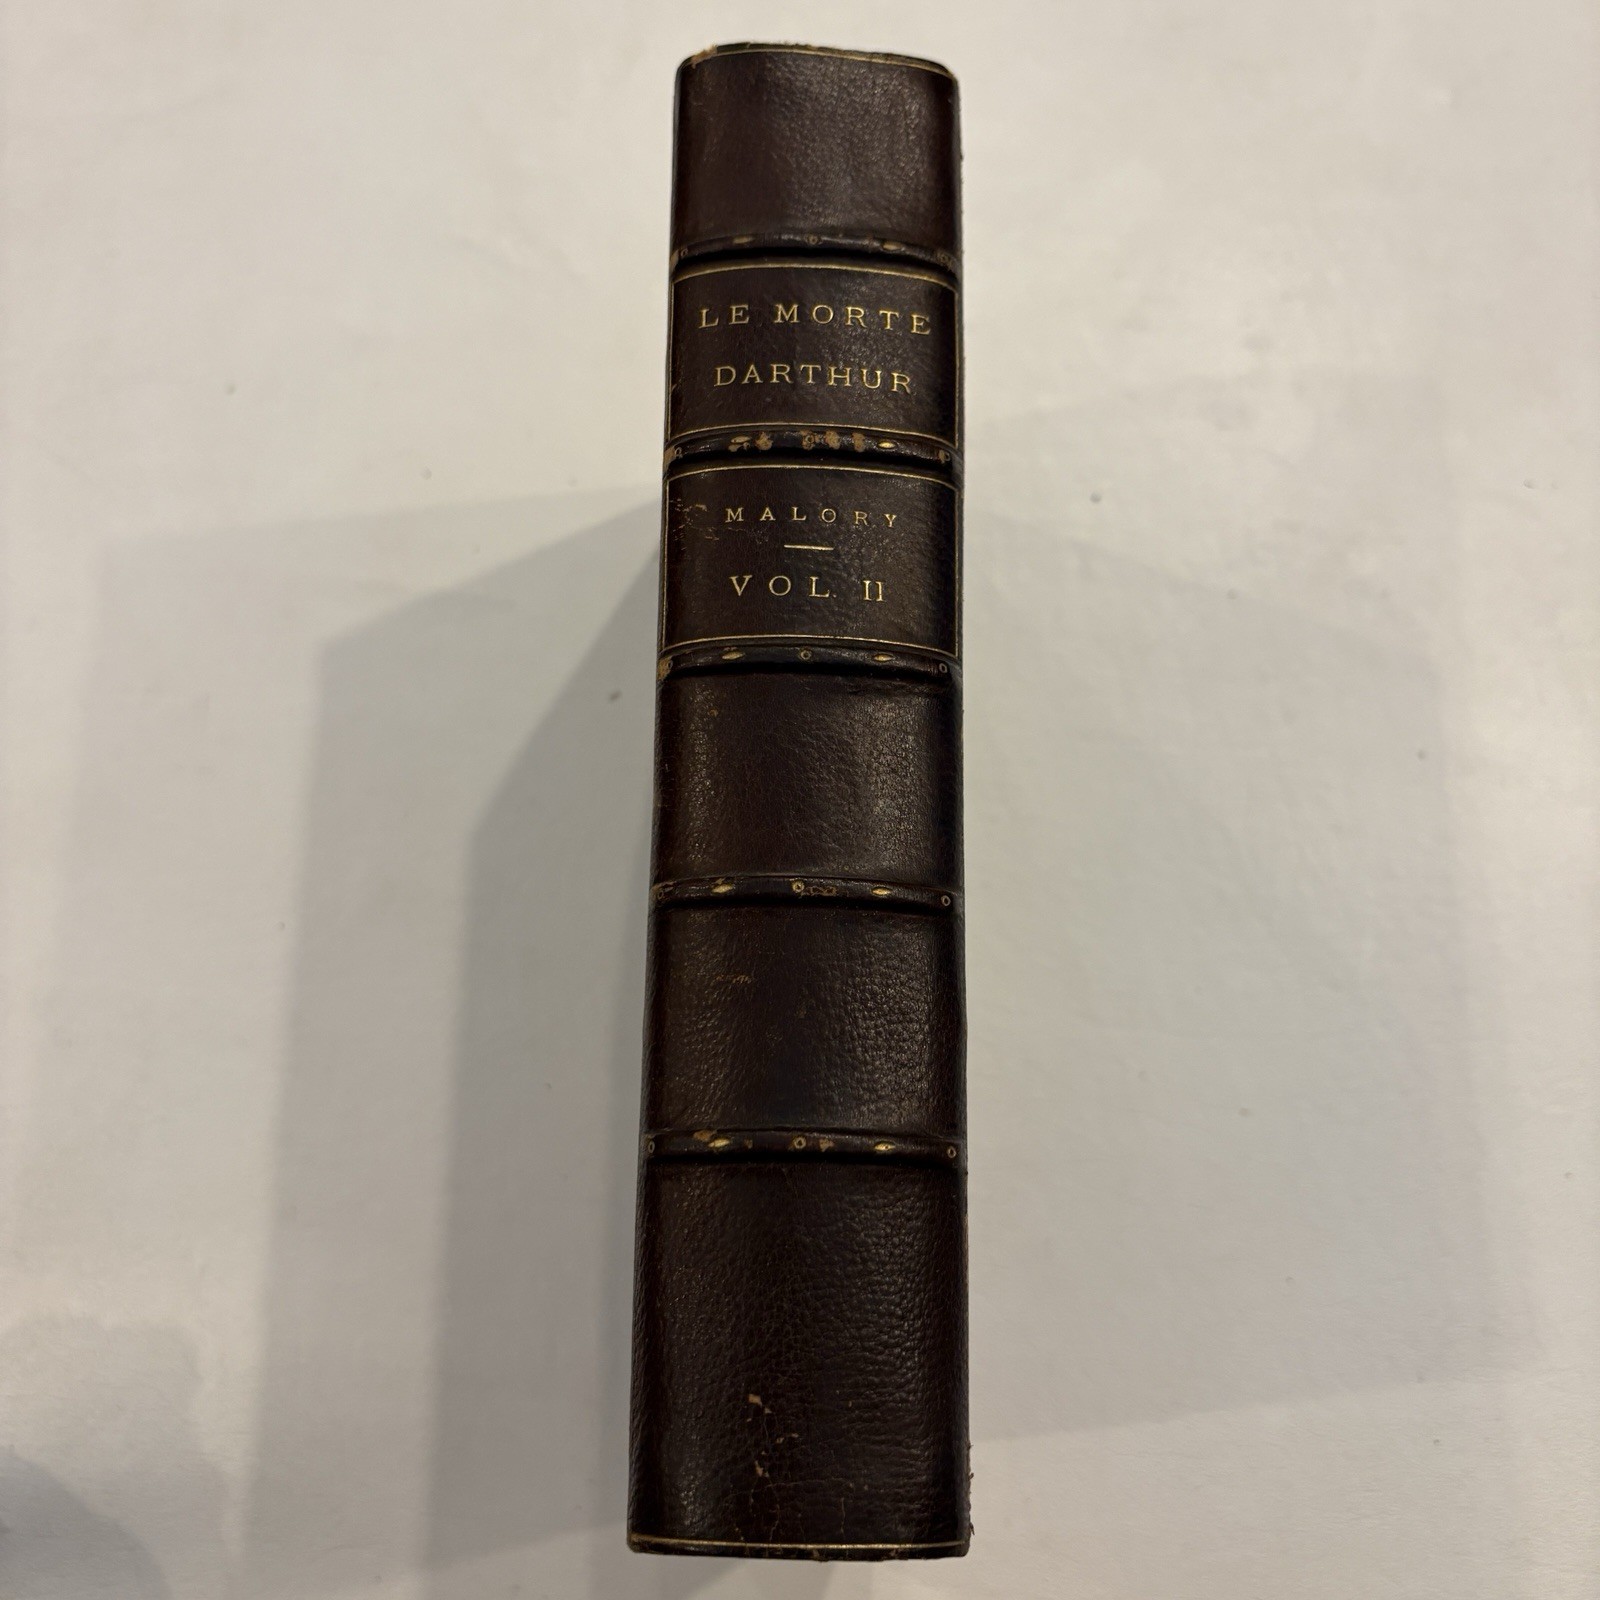 LE MORTE
DARTHUR
MALORY
VOL. II